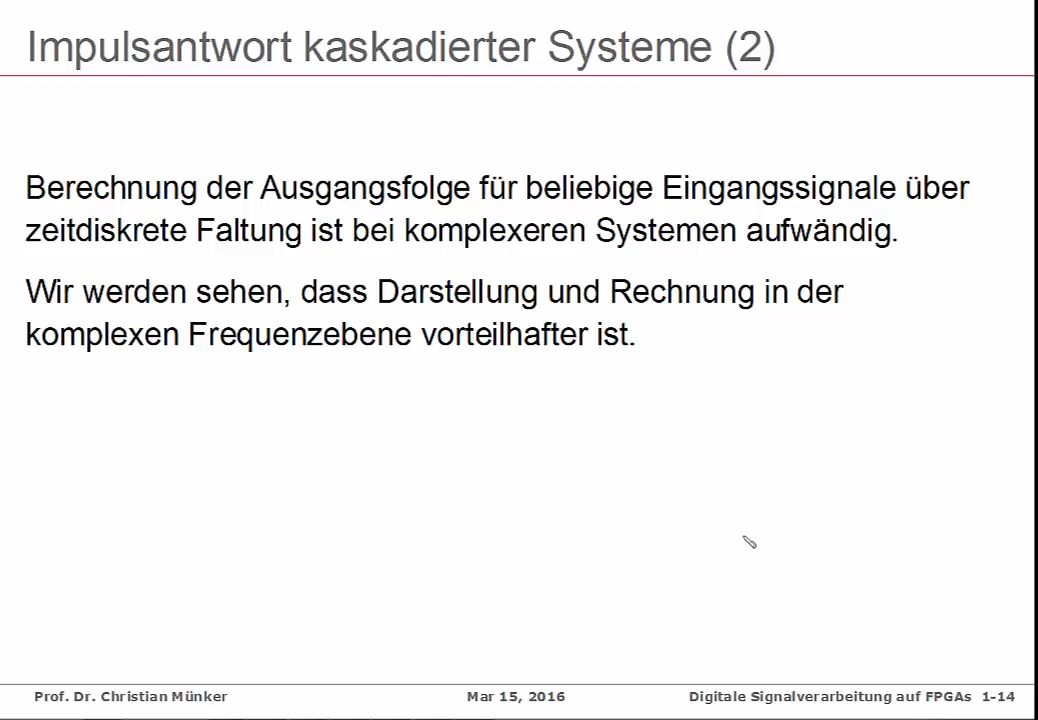 Impulsantwort kaskadierter Systeme (2)
Berechnung der Ausgangsfolge für beliebige Eingangssignale über
zeitdiskrete Faltung ist bei komplexeren Systemen aufwändig.
Wir werden sehen, dass Darstellung und Rechnung in der
komplexen Frequenzebene vorteilhafter ist.
Prof. Dr. Christian Münker Mar 15, 2016 Digitale Signalverarbeitung auf FPGAs 1-14